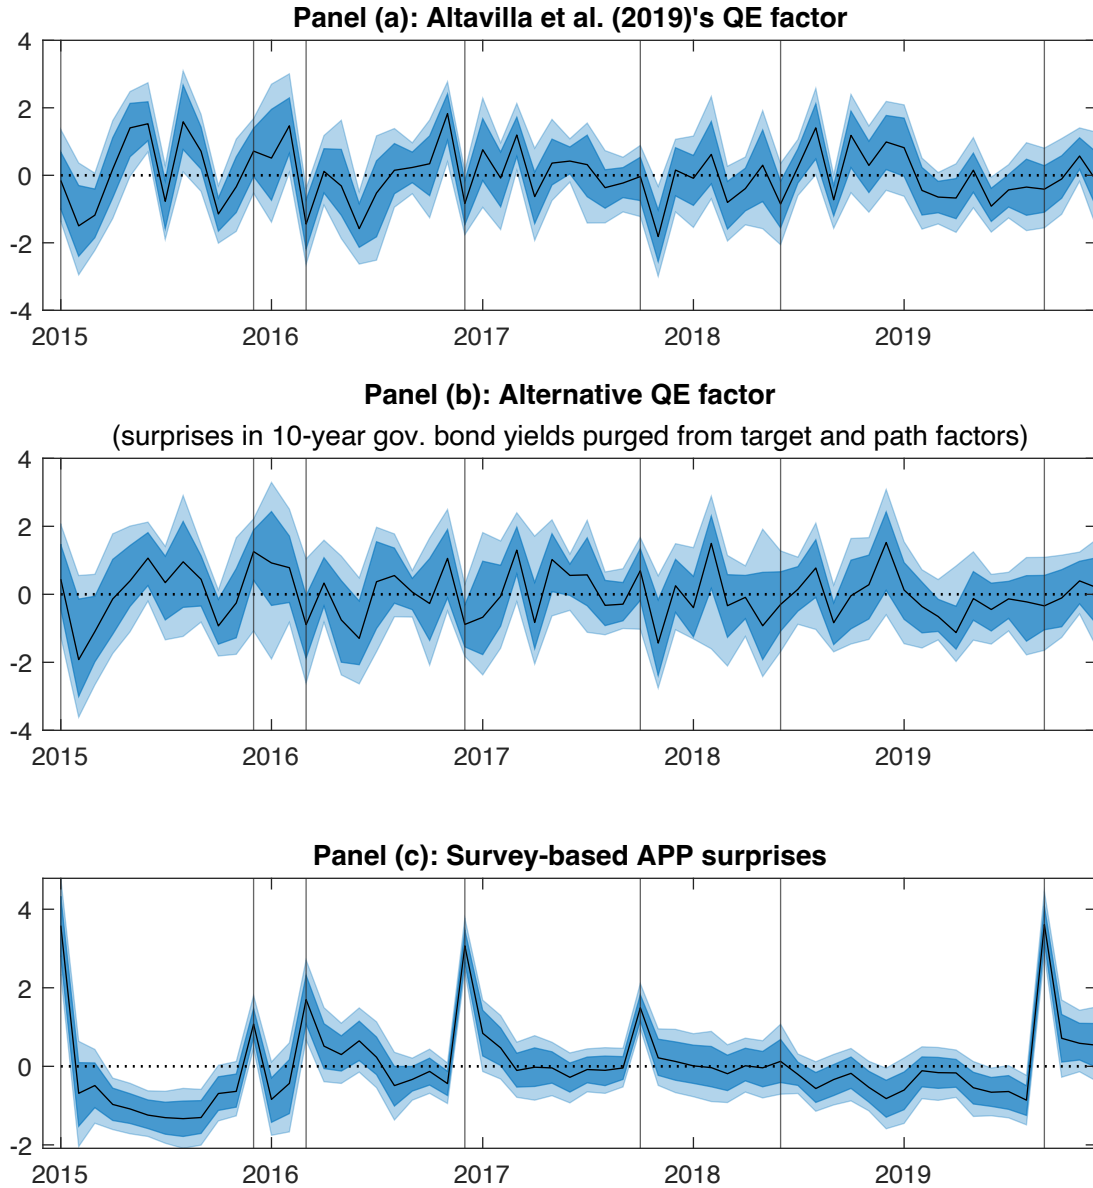 Panel (a): Altavilla et al. (2019)'s QE factor
4
2
0
-2
-4
2015 2016 2017 2018 2019
Panel (b): Alternative QE factor
(surprises in 10-year gov. bond yields purged from target and path factors)
4
2
0
-2
-4
2015 2016 2017 2018 2019
Panel (c): Survey-based APP surprises
4
2
0
-2
2015 2016 2017 2018 2019